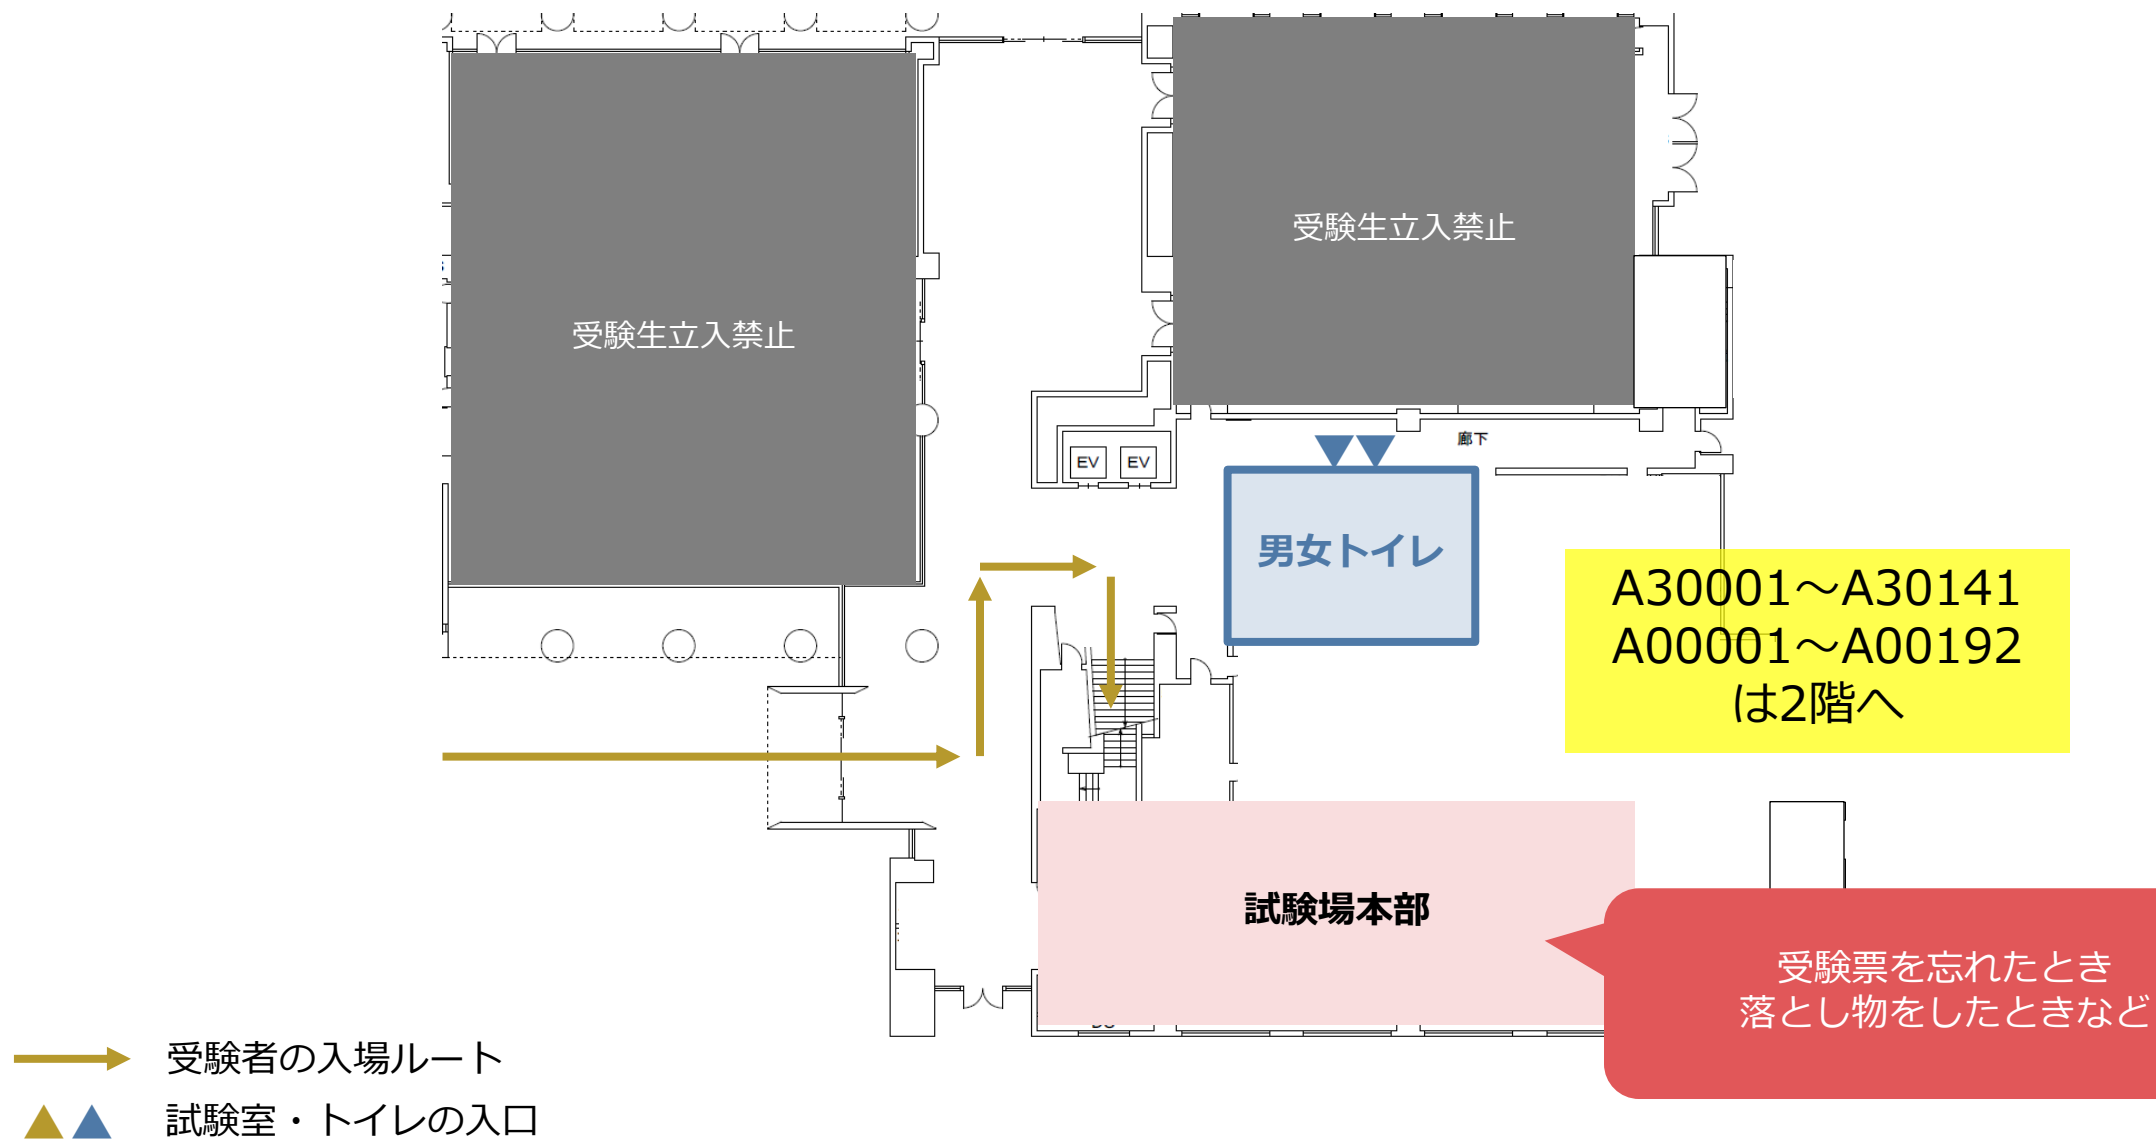 受験生立入禁止
受験生立入禁止
廊下
EV
EV
男女トイレ
A30001～A30141
A00001～A00192
は2階へ
試験場本部
受験票を忘れたとき
落とし物をしたときなど
受験者の入場ルート
試験室・トイレの入口